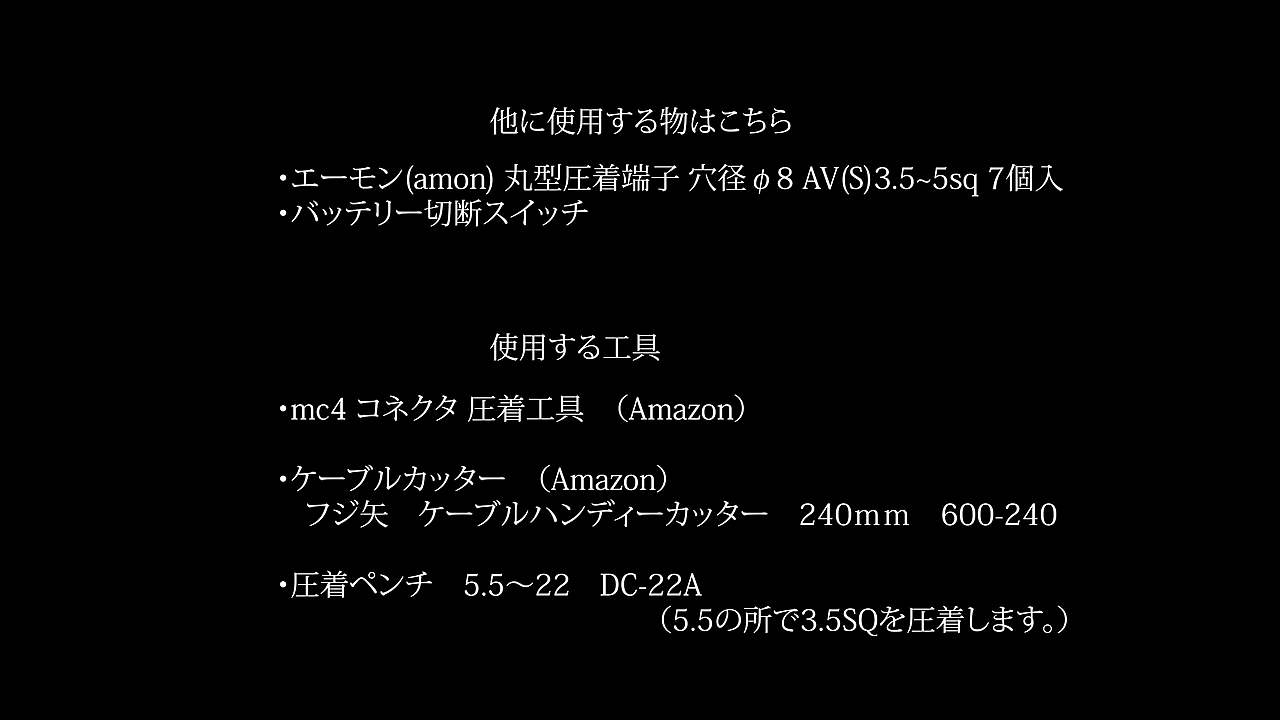 他に使用する物はこちら
・エーモン(amon) 丸型圧着端子 穴径φ8 AV(S)3.5~5sq 7個入
・バッテリー切断スイッチ
使用する工具
・mc4 コネクタ 圧着工具　（Amazon）
・ケーブルカッター　（Amazon）
フジ矢　ケーブルハンディーカッター　240ｍｍ　600-240
・圧着ペンチ　5.5～22　DC-22A
（5.5の所で3.5SQを圧着します。）